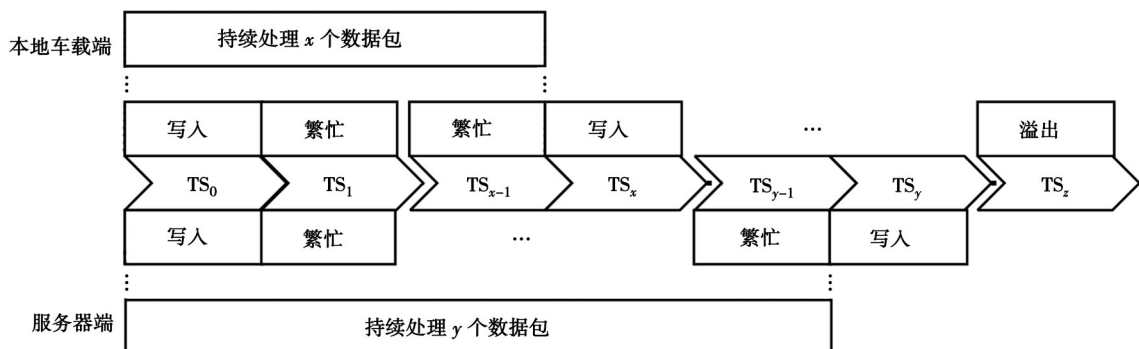 本地车载端 持续处理 x 个数据包
写入 繁忙 繁忙 写入 … 溢出
TS₀ TS₁ TSₓ₋₁ TSₓ TSy₋₁ TSy TSz
写入 繁忙 … 繁忙 写入
服务器端 持续处理 y 个数据包